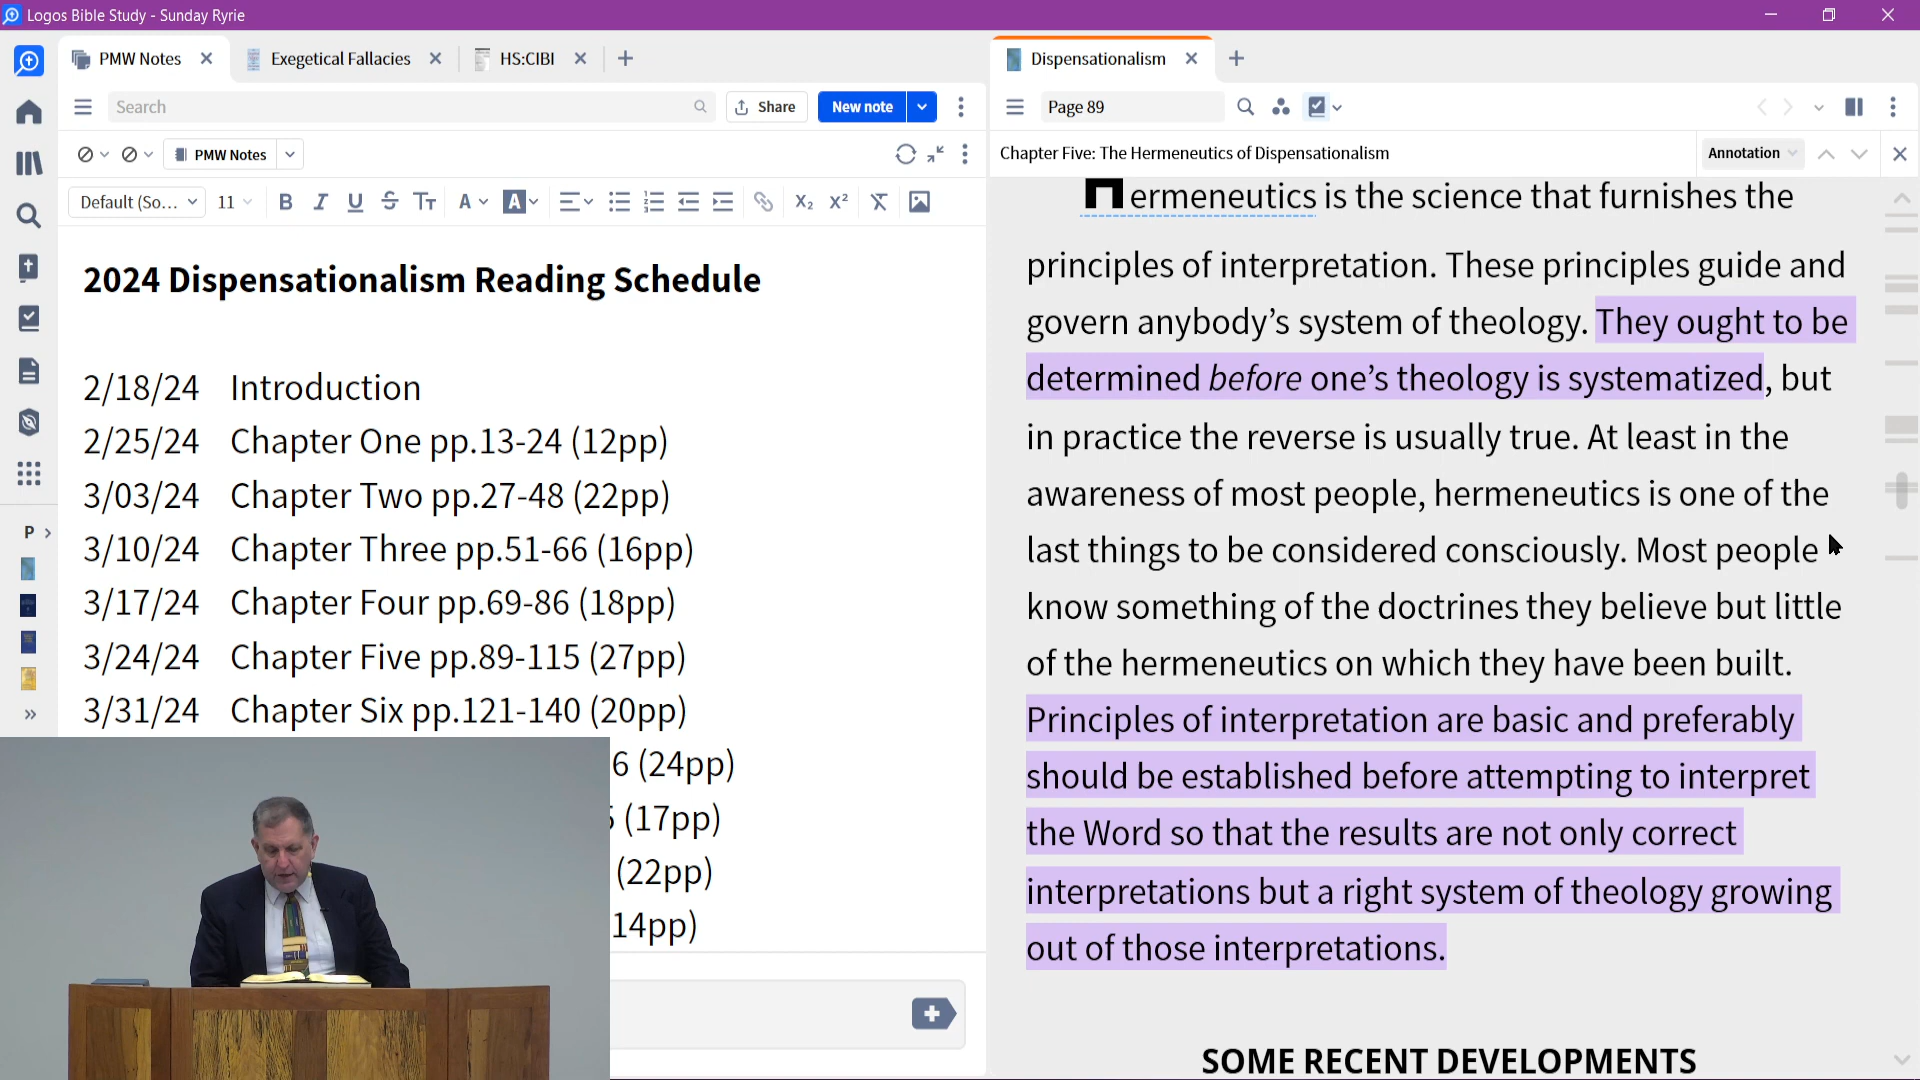 Logos Bible Study - Sunday Ryrie
PMW Notes
Exegetical Fallacies
HS:CIBI
Search
Share
New note
PMW Notes
Default (So...
11
2024 Dispensationalism Reading Schedule
2/18/24 Introduction
2/25/24 Chapter One pp.13-24 (12pp)
3/03/24 Chapter Two pp.27-48 (22pp)
3/10/24 Chapter Three pp.51-66 (16pp)
3/17/24 Chapter Four pp.69-86 (18pp)
3/24/24 Chapter Five pp.89-115 (27pp)
3/31/24 Chapter Six pp.121-140 (20pp)
6 (24pp)
(17pp)
(22pp)
14pp)
P
Dispensationalism
Page 89
Chapter Five: The Hermeneutics of Dispensationalism
Annotation
ermeneutics is the science that furnishes the
principles of interpretation. These principles guide and
govern anybody’s system of theology. They ought to be
determined before one’s theology is systematized, but
in practice the reverse is usually true. At least in the
awareness of most people, hermeneutics is one of the
last things to be considered consciously. Most people
know something of the doctrines they believe but little
of the hermeneutics on which they have been built.
Principles of interpretation are basic and preferably
should be established before attempting to interpret
the Word so that the results are not only correct
interpretations but a right system of theology growing
out of those interpretations.
SOME RECENT DEVELOPMENTS